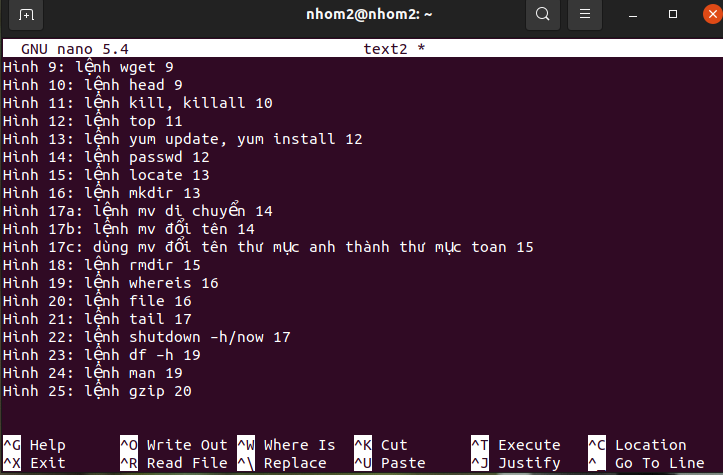 nhom2@nhom2: ~
GNU nano 5.4 text2 *
Hình 9: lệnh wget 9
Hình 10: lệnh head 9
Hình 11: lệnh kill, killall 10
Hình 12: lệnh top 11
Hình 13: lệnh yum update, yum install 12
Hình 14: lệnh passwd 12
Hình 15: lệnh locate 13
Hình 16: lệnh mkdir 13
Hình 17a: lệnh mv di chuyển 14
Hình 17b: lệnh mv đổi tên 14
Hình 17c: dùng mv đổi tên thư mục anh thành thư mục toan 15
Hình 18: lệnh rmdir 15
Hình 19: lệnh whereis 16
Hình 20: lệnh file 16
Hình 21: lệnh tail 17
Hình 22: lệnh shutdown –h/now 17
Hình 23: lệnh df –h 19
Hình 24: lệnh man 19
Hình 25: lệnh gzip 20
^G Help ^O Write Out ^W Where Is ^K Cut ^T Execute ^C Location
^X Exit ^R Read File ^\ Replace ^U Paste ^J Justify ^_ Go To Line